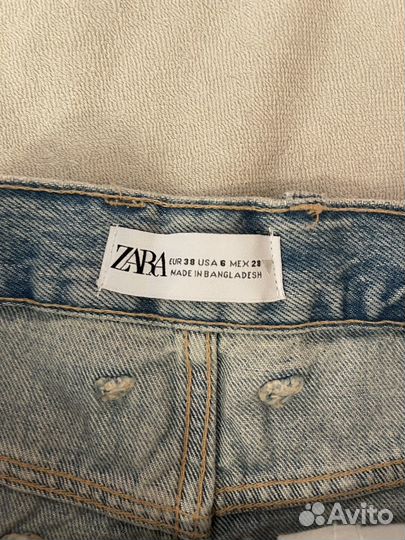 ZARA
EUR 38 USA 6 MEX 28
MADE IN BANGLADESH
Avito